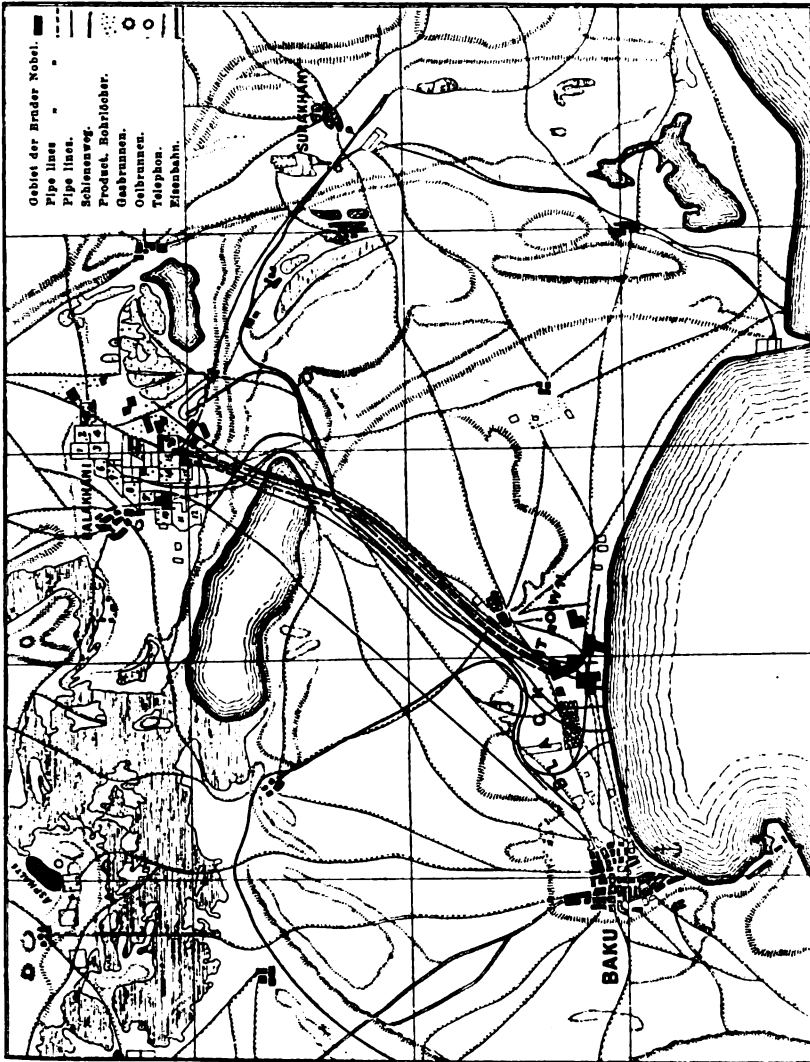 Gebiet der Brüder Nobel.
Pipe lines " "
Pipe lines.
Schienenweg.
Product. Bohrlöcher.
Gasbrunnen.
Oelbrunnen.
Telephon.
Eisenbahn.
SURAKHANY
BALAKHANI
BLACK TOWN
BAKU